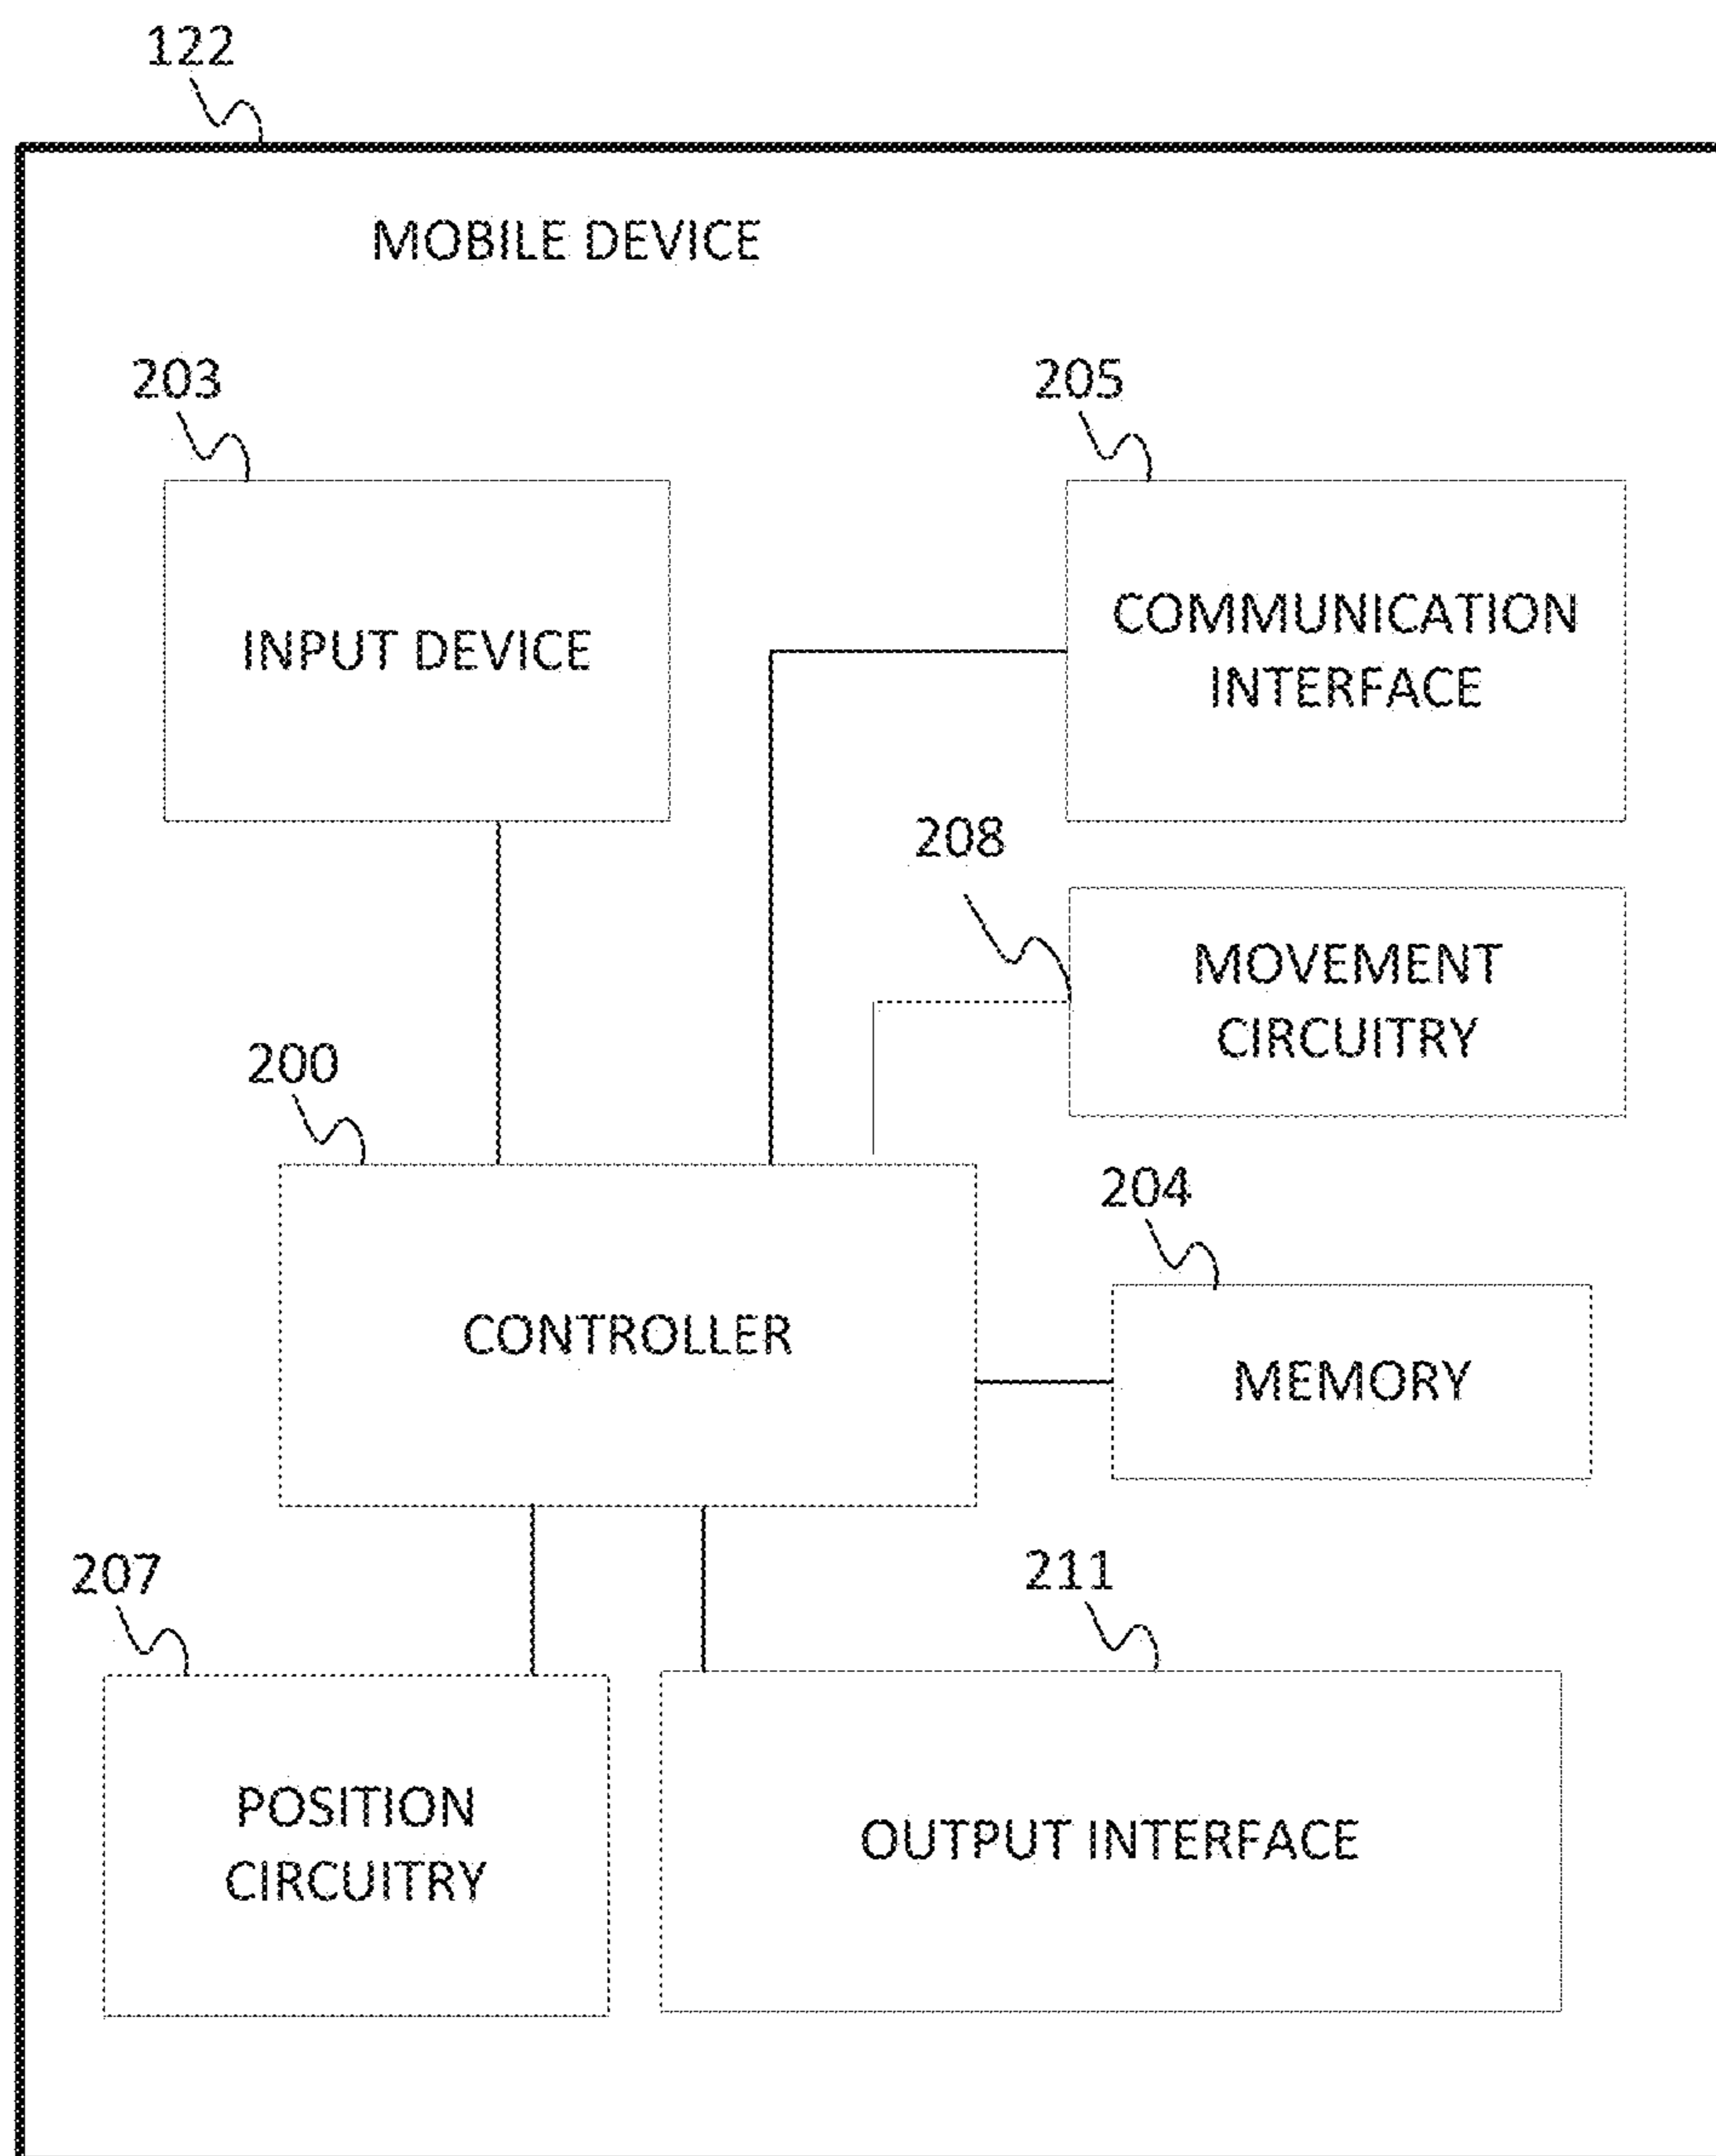 122
MOBILE DEVICE
203
205
INPUT DEVICE
COMMUNICATION
INTERFACE
208
MOVEMENT
CIRCUITRY
200
204
CONTROLLER
MEMORY
207
211
POSITION
CIRCUITRY
OUTPUT INTERFACE